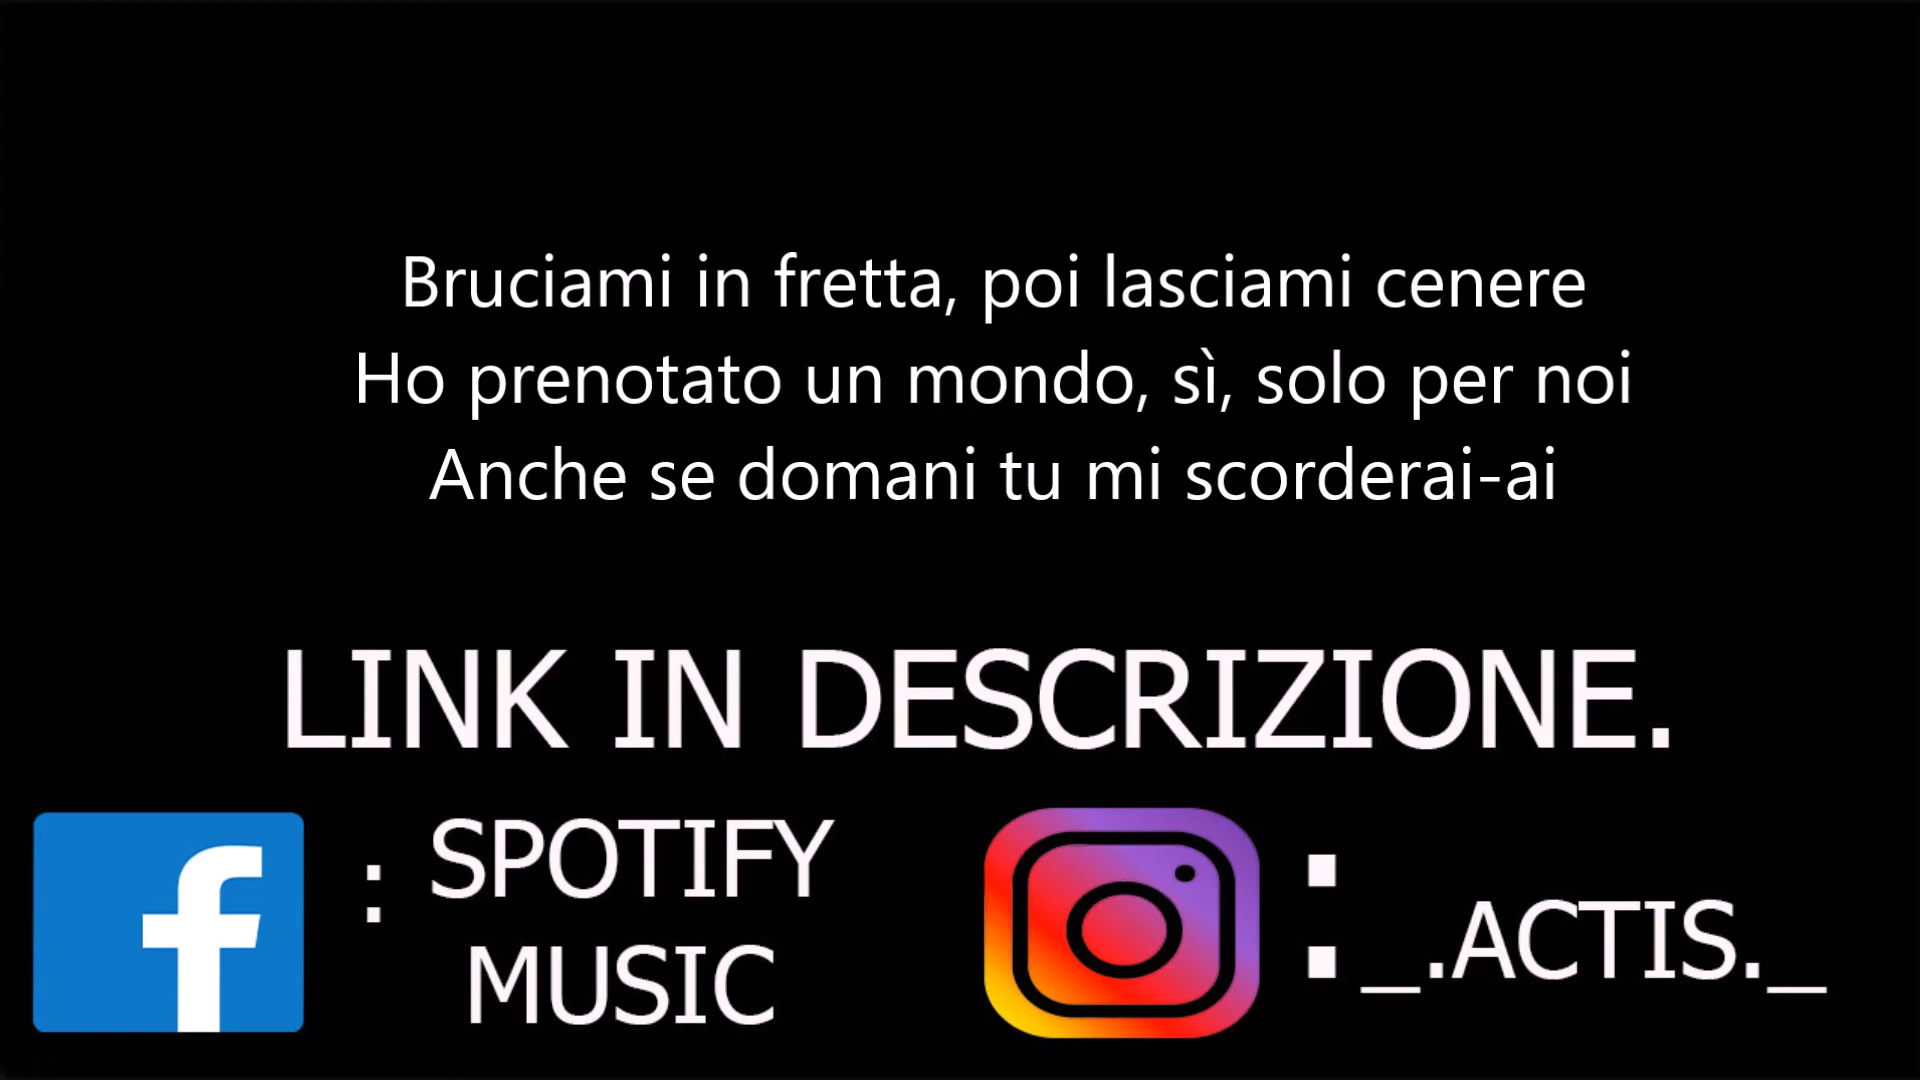 Bruciami in fretta, poi lasciami cenere
Ho prenotato un mondo, sì, solo per noi
Anche se domani tu mi scorderai-ai
LINK IN DESCRIZIONE.
: SPOTIFY
MUSIC
: _.ACTIS._